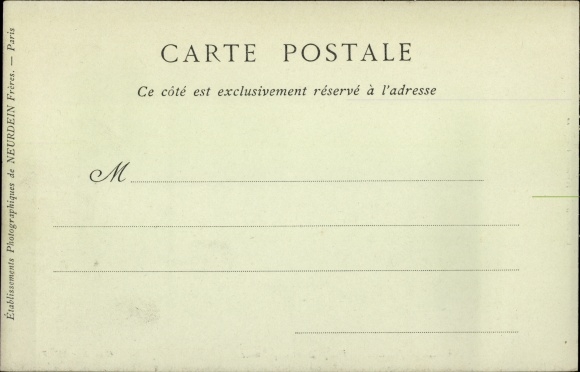 CARTE POSTALE
Ce côté est exclusivement réservé à l'adresse
M
Établissements Photographiques de NEURDEIN Frères. — Paris